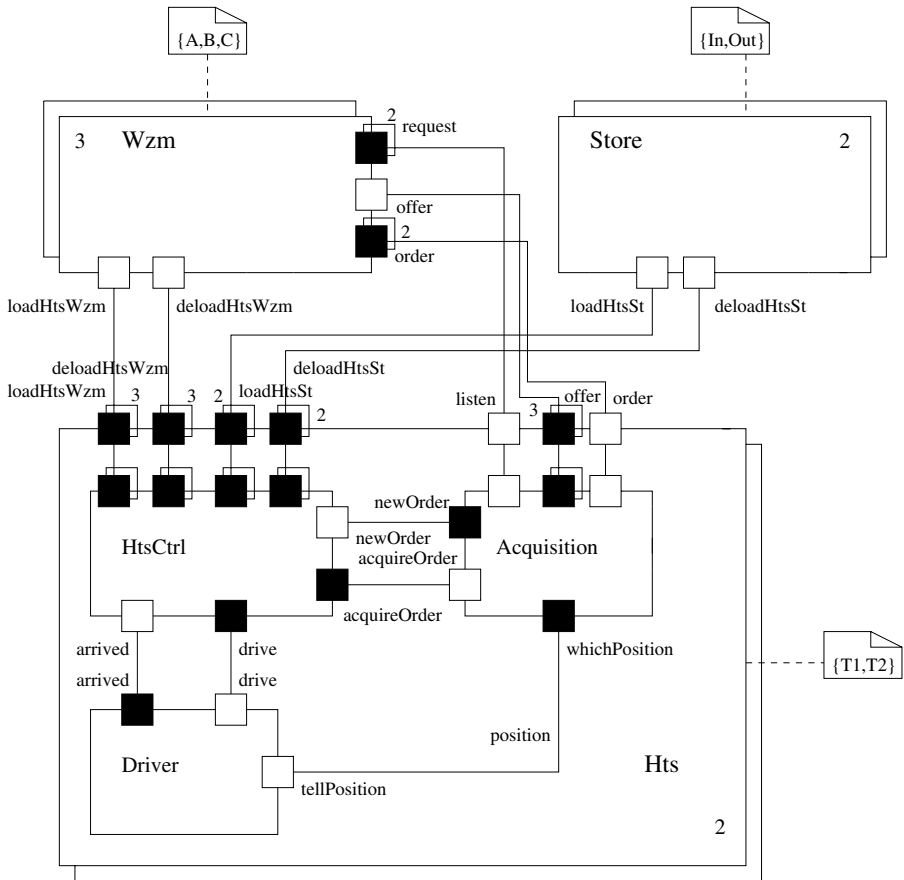 {A,B,C}
{In,Out}
3
Wzm
2
request
Store
2
offer
2
order
loadHtsWzm
deloadHtsWzm
loadHtsSt
deloadHtsSt
deloadHtsWzm
deloadHtsSt
loadHtsWzm
3
3
2
loadHtsSt
2
listen
3
offer
order
newOrder
HtsCtrl
newOrder
Acquisition
acquireOrder
acquireOrder
arrived
drive
whichPosition
{T1,T2}
arrived
drive
position
Driver
Hts
tellPosition
2